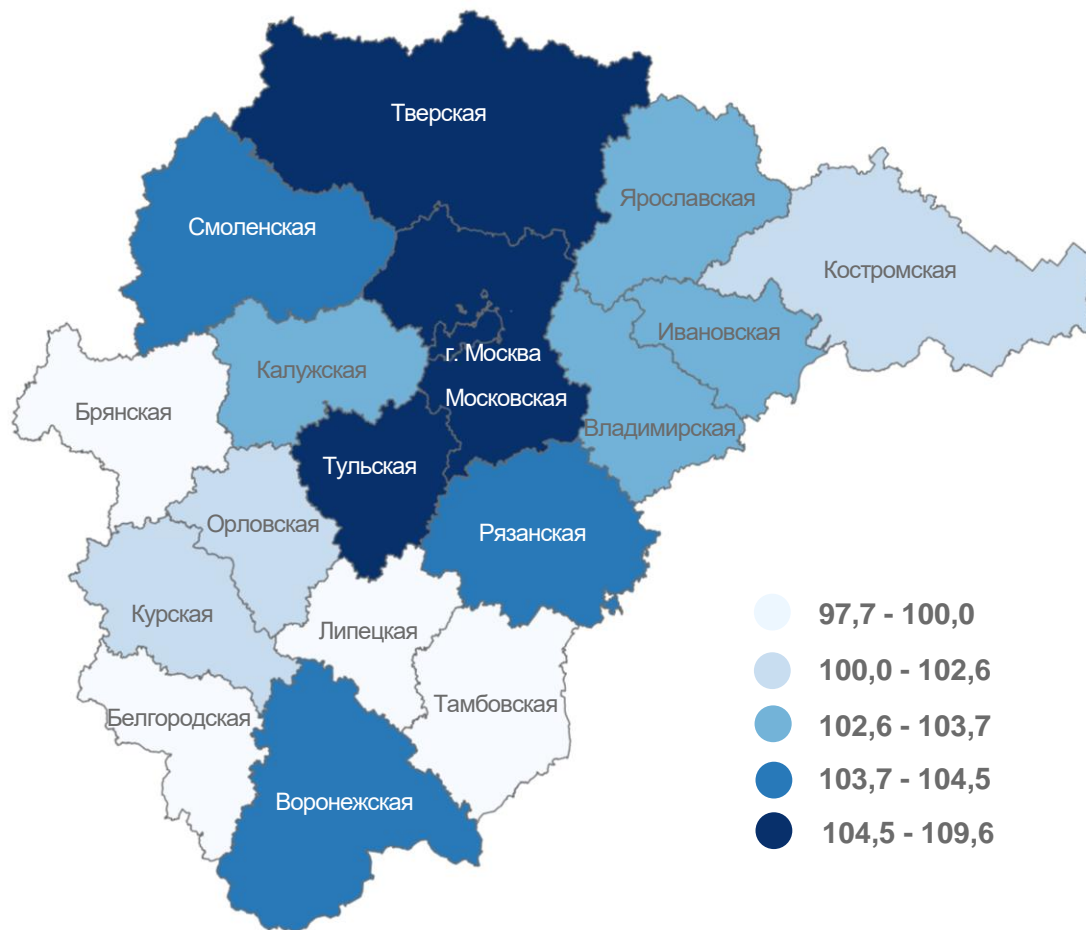 Тверская
Ярославская
Смоленская
Костромская
Ивановская
г. Москва
Калужская
Московская
Брянская
Владимирская
Тульская
Орловская
Рязанская
Курская
Липецкая
Тамбовская
Белгородская
Воронежская
97,7 - 100,0
100,0 - 102,6
102,6 - 103,7
103,7 - 104,5
104,5 - 109,6